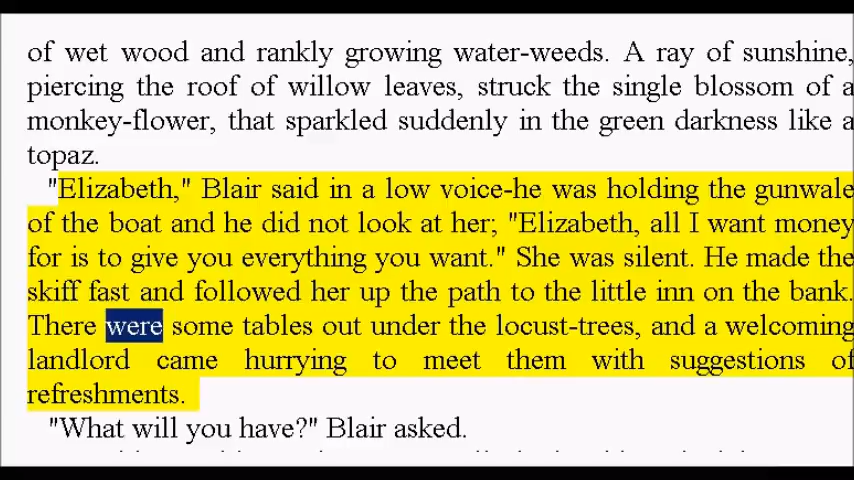 of wet wood and rankly growing water-weeds. A ray of sunshine,
piercing the roof of willow leaves, struck the single blossom of a
monkey-flower, that sparkled suddenly in the green darkness like a
topaz.
"Elizabeth," Blair said in a low voice-he was holding the gunwale
of the boat and he did not look at her; "Elizabeth, all I want money
for is to give you everything you want." She was silent. He made the
skiff fast and followed her up the path to the little inn on the bank.
There were some tables out under the locust-trees, and a welcoming
landlord came hurrying to meet them with suggestions of
refreshments.
"What will you have?" Blair asked.